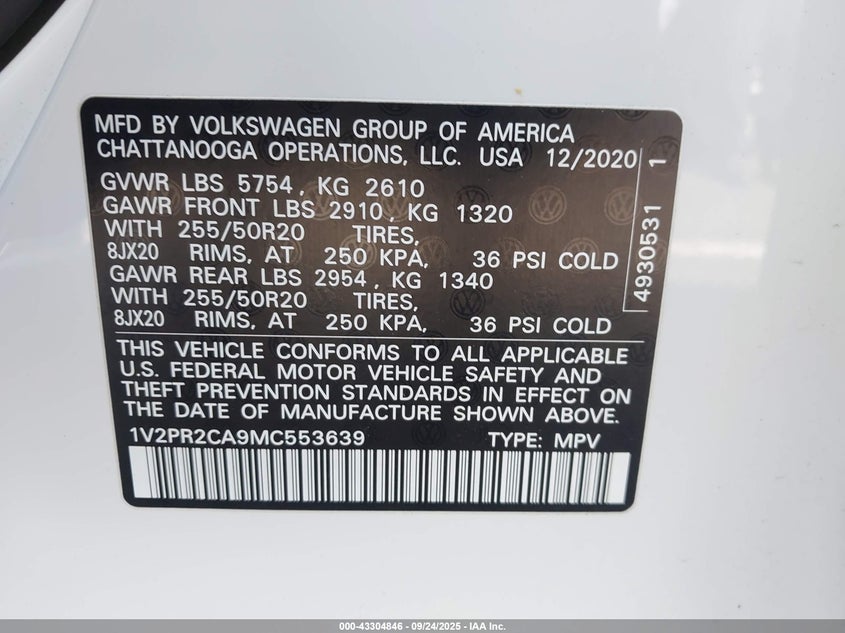 MFD BY VOLKSWAGEN GROUP OF AMERICA
CHATTANOOGA OPERATIONS, LLC. USA 12/2020
GVWR LBS 5754, KG 2610
GAWR FRONT LBS 2910, KG 1320
WITH 255/50R20 TIRES,
8JX20 RIMS, AT 250 KPA, 36 PSI COLD
GAWR REAR LBS 2954, KG 1340
WITH 255/50R20 TIRES,
8JX20 RIMS, AT 250 KPA, 36 PSI COLD
THIS VEHICLE CONFORMS TO ALL APPLICABLE
U.S. FEDERAL MOTOR VEHICLE SAFETY AND
THEFT PREVENTION STANDARDS IN EFFECT ON
THE DATE OF MANUFACTURE SHOWN ABOVE.
1V2PR2CA9MC553639 TYPE: MPV
4930531 1
000-43304846 - 09/24/2025 - IAA Inc.